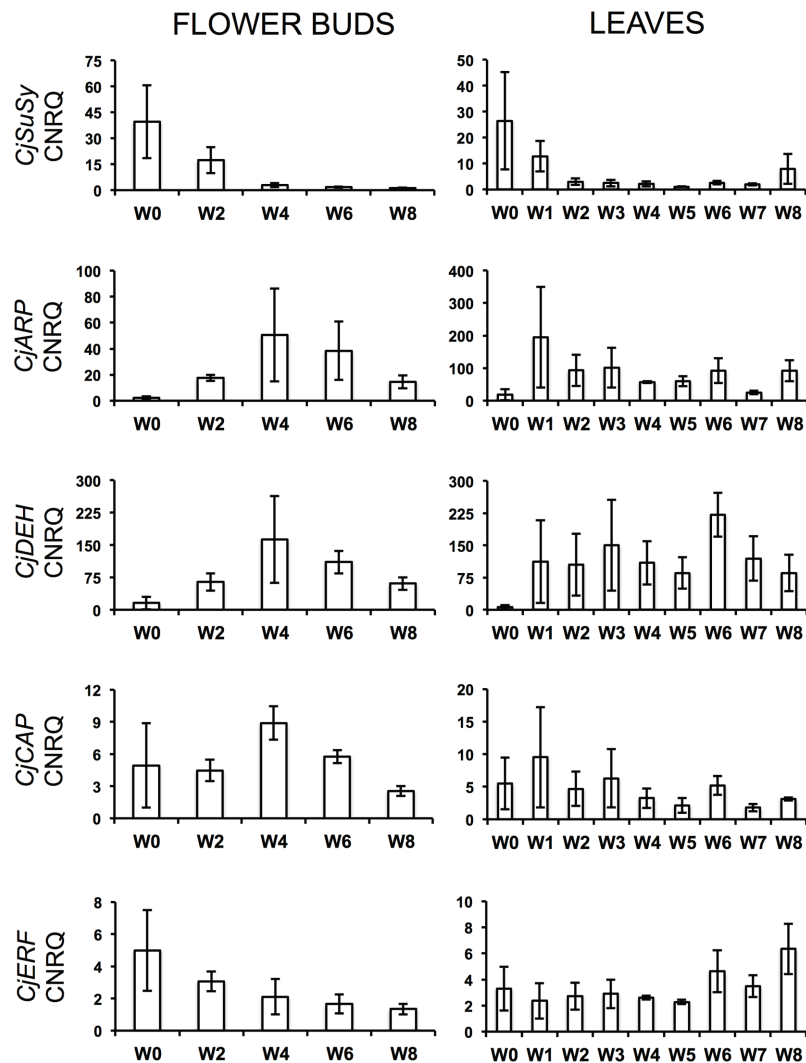 FLOWER BUDS LEAVES
CjSuSy
CNRQ
75
60
45
30
15
0
W0 W2 W4 W6 W8
50
40
30
20
10
0
W0 W1 W2 W3 W4 W5 W6 W7 W8
CjARP
CNRQ
100
80
60
40
20
0
W0 W2 W4 W6 W8
400
300
200
100
0
W0 W1 W2 W3 W4 W5 W6 W7 W8
CjDEH
CNRQ
300
225
150
75
0
W0 W2 W4 W6 W8
300
225
150
75
0
W0 W1 W2 W3 W4 W5 W6 W7 W8
CjCAP
CNRQ
12
9
6
3
0
W0 W2 W4 W6 W8
20
15
10
5
0
W0 W1 W2 W3 W4 W5 W6 W7 W8
CjERF
CNRQ
8
6
4
2
0
W0 W2 W4 W6 W8
10
8
6
4
2
0
W0 W1 W2 W3 W4 W5 W6 W7 W8